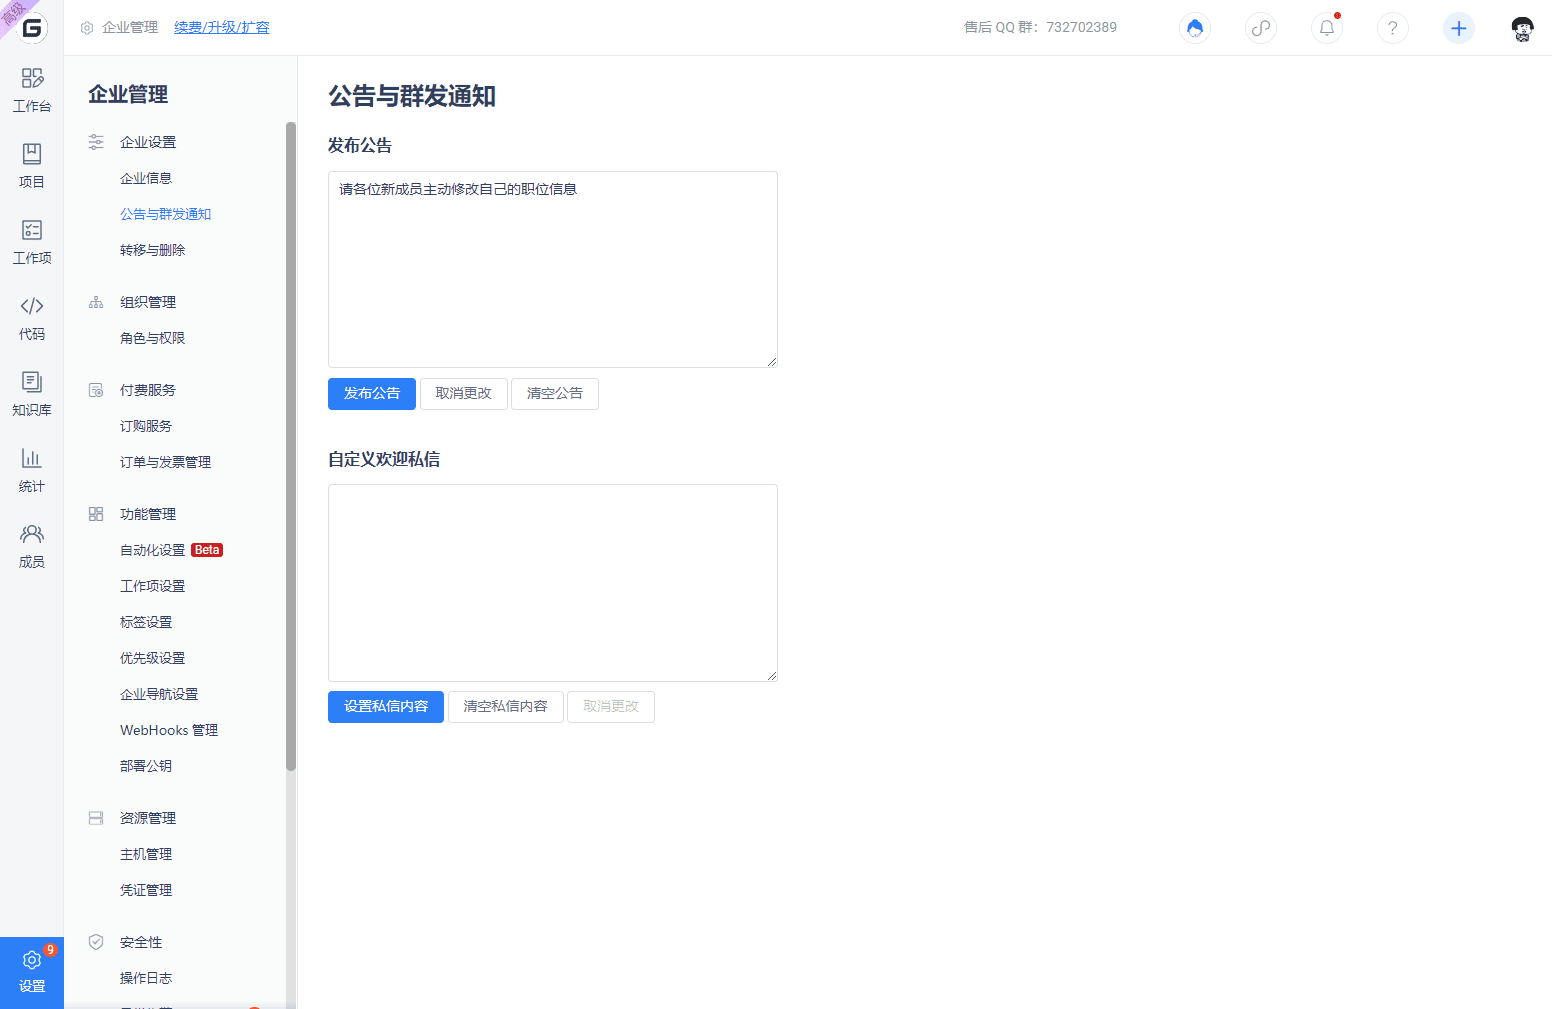 高级
企业管理 续费/升级/扩容
售后 QQ 群：732702389
工作台
项目
工作项
代码
知识库
统计
成员
9
设置
企业管理
企业设置
企业信息
公告与群发通知
转移与删除
组织管理
角色与权限
付费服务
订购服务
订单与发票管理
功能管理
自动化设置 Beta
工作项设置
标签设置
优先级设置
企业导航设置
WebHooks 管理
部署公钥
资源管理
主机管理
凭证管理
安全性
操作日志
公告与群发通知
发布公告
请各位新成员主动修改自己的职位信息
发布公告 取消更改 清空公告
自定义欢迎私信
设置私信内容 清空私信内容 取消更改